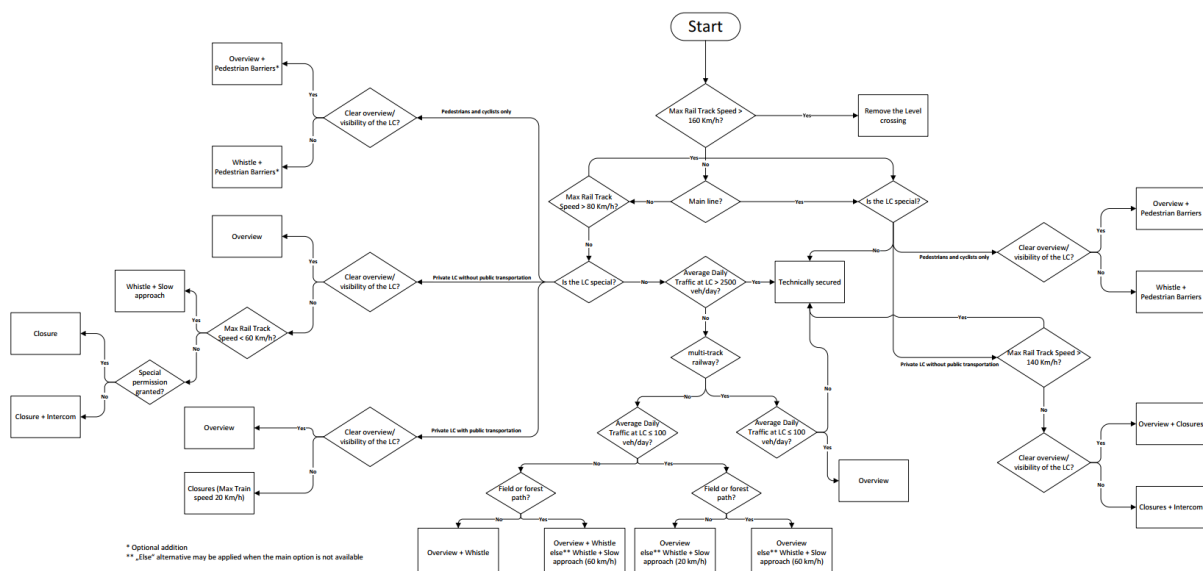 Start
Max Rail Track Speed >
160 Km/h?
Yes
Remove the Level
crossing
No
Main line?
Yes
No
Yes
Max Rail Track
Speed > 80 Km/h?
No
Is the LC special?
No
Pedestrians and cyclists only
Clear overview/
visibility of the LC?
Yes
Overview +
Pedestrian Barriers
No
Whistle +
Pedestrian Barriers
Private LC without public transportation
Max Rail Track Speed >
140 Km/h?
Yes
No
Clear overview/
visibility of the LC?
Yes
Overview + Closures
No
Closures + Intercom
Technically secured
Is the LC special?
No
Average Daily
Traffic at LC > 2500
veh/day?
Yes
No
multi-track
railway?
No
Yes
Average Daily
Traffic at LC ≤ 100
veh/day?
No
Yes
Average Daily
Traffic at LC ≤ 100
veh/day?
No
Yes
Overview
Field or forest
path?
No
Yes
Field or forest
path?
No
Yes
Overview + Whistle
Overview + Whistle
else** Whistle + Slow
approach (60 km/h)
Overview
else** Whistle + Slow
approach (20 km/h)
Overview
else** Whistle + Slow
approach (60 km/h)
Pedestrians and cyclists only
Clear overview/
visibility of the LC?
Yes
Overview +
Pedestrian Barriers*
No
Whistle +
Pedestrian Barriers*
Private LC without public transportation
Clear overview/
visibility of the LC?
Yes
Overview
No
Max Rail Track
Speed < 60 Km/h?
Yes
Whistle + Slow
approach
No
Special
permission
granted?
Yes
Closure
No
Closure + Intercom
Private LC with public transportation
Clear overview/
visibility of the LC?
Yes
Overview
No
Closures (Max Train
speed 20 Km/h)
* Optional addition
** „Else" alternative may be applied when the main option is not available